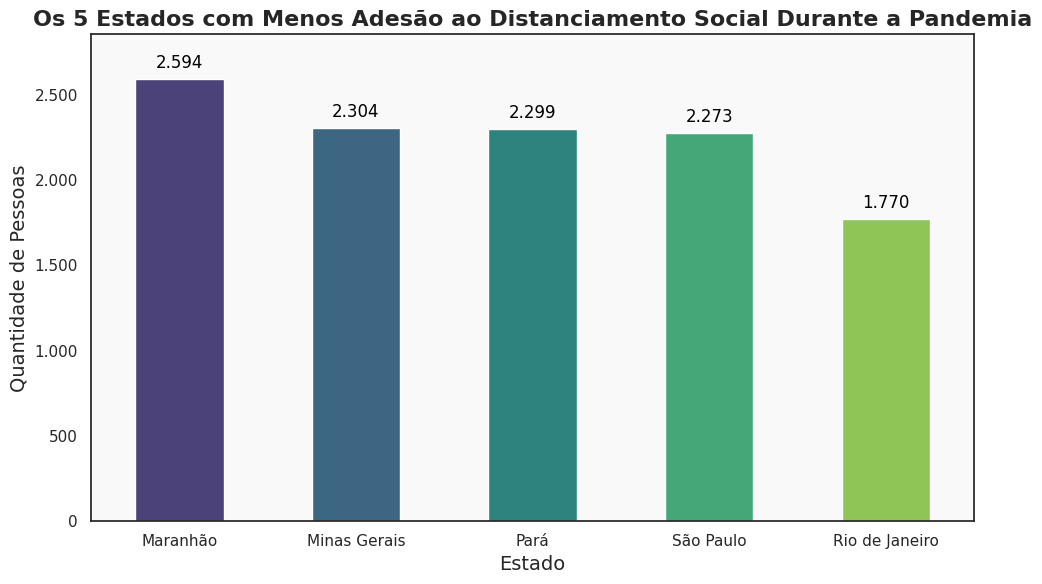 Os 5 Estados com Menos Adesão ao Distanciamento Social Durante a Pandemia
2.594
2.304
2.299
2.273
1.770
Quantidade de Pessoas
2.500
2.000
1.500
1.000
500
0
Maranhão
Minas Gerais
Pará
São Paulo
Rio de Janeiro
Estado